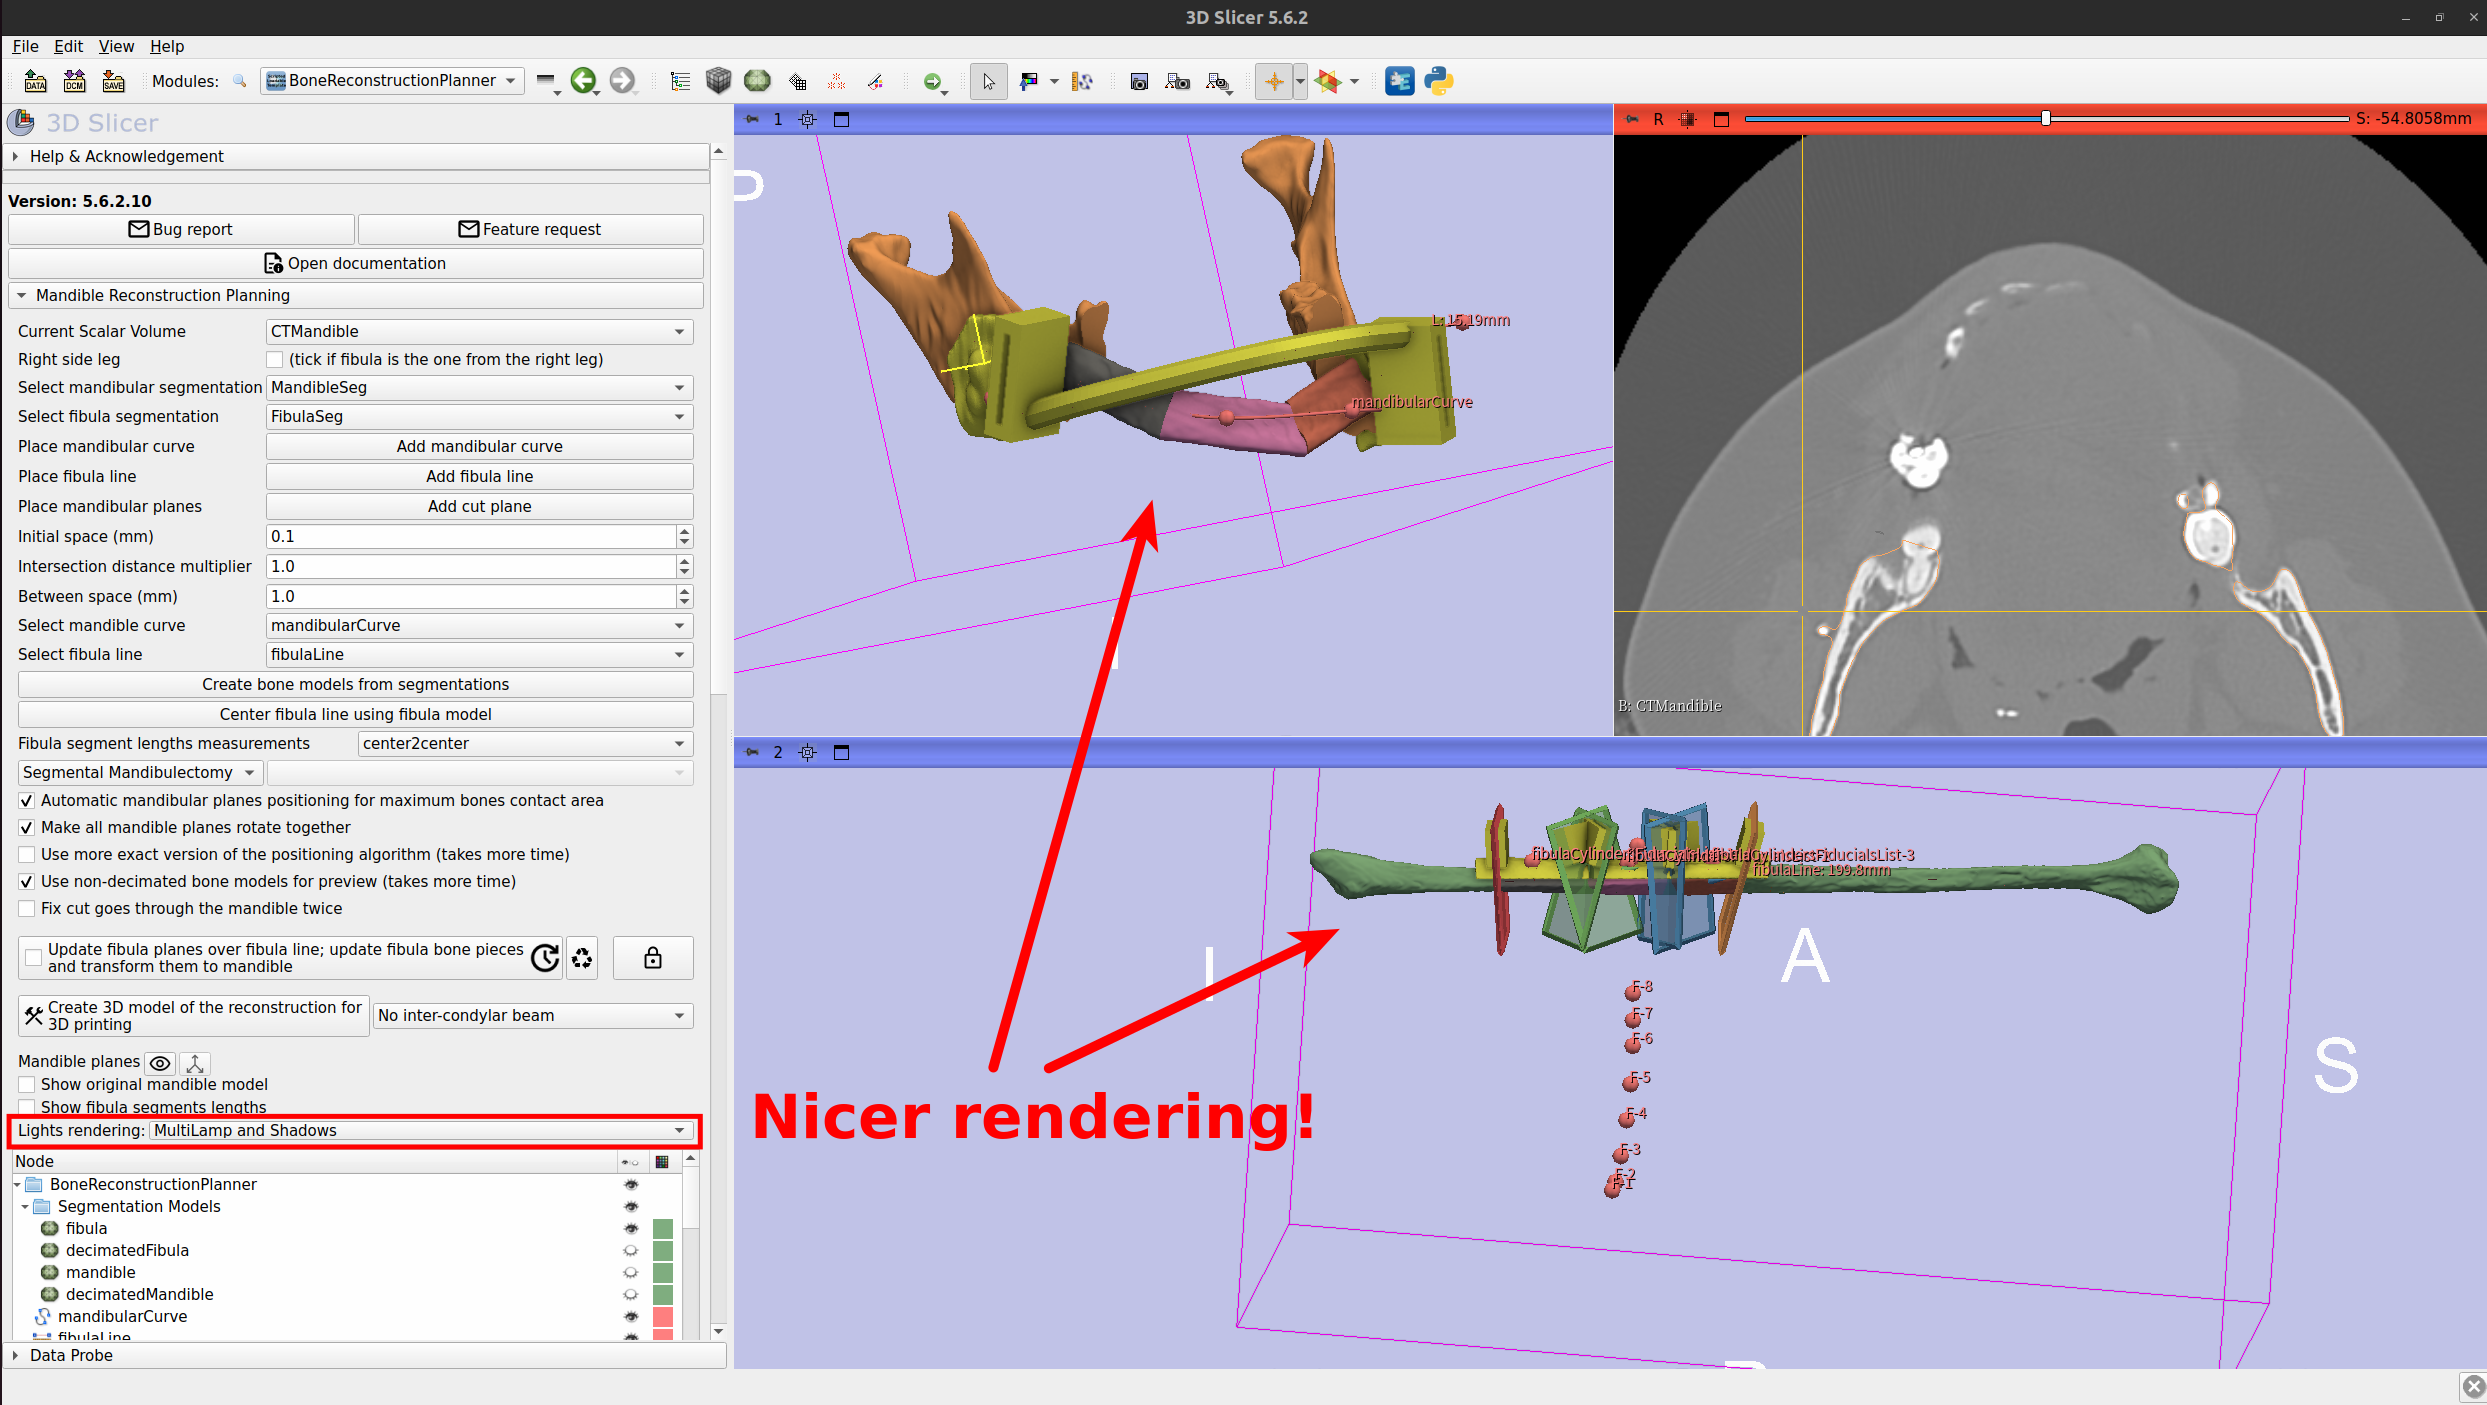 3D Slicer 5.6.2
File Edit View Help
DATA DCM SAVE Modules: BoneReconstructionPlanner
3D Slicer
Help & Acknowledgement
Version: 5.6.2.10
Bug report Feature request
Open documentation
Mandible Reconstruction Planning
Current Scalar Volume CTMandible
Right side leg (tick if fibula is the one from the right leg)
Select mandibular segmentation MandibleSeg
Select fibula segmentation FibulaSeg
Place mandibular curve Add mandibular curve
Place fibula line Add fibula line
Place mandibular planes Add cut plane
Initial space (mm) 0.1
Intersection distance multiplier 1.0
Between space (mm) 1.0
Select mandible curve mandibularCurve
Select fibula line fibulaLine
Create bone models from segmentations
Center fibula line using fibula model
Fibula segment lengths measurements center2center
Segmental Mandibulectomy
Automatic mandibular planes positioning for maximum bones contact area
Make all mandible planes rotate together
Use more exact version of the positioning algorithm (takes more time)
Use non-decimated bone models for preview (takes more time)
Fix cut goes through the mandible twice
Update fibula planes over fibula line; update fibula bone pieces
and transform them to mandible
Create 3D model of the reconstruction for
3D printing
No inter-condylar beam
Mandible planes
Show original mandible model
Show fibula segments lengths
Lights rendering: MultiLamp and Shadows
Node
BoneReconstructionPlanner
Segmentation Models
fibula
decimatedFibula
mandible
decimatedMandible
mandibularCurve
fibulaLine
Data Probe
1
P
L: 15.19mm
mandibularCurve
I
R S: -54.8058mm
B: CTMandible
2
fibulaLine: 199.8mm
I
A
S
F-8
F-7
F-6
F-5
F-4
F-3
F-2
F-1
Nicer rendering!